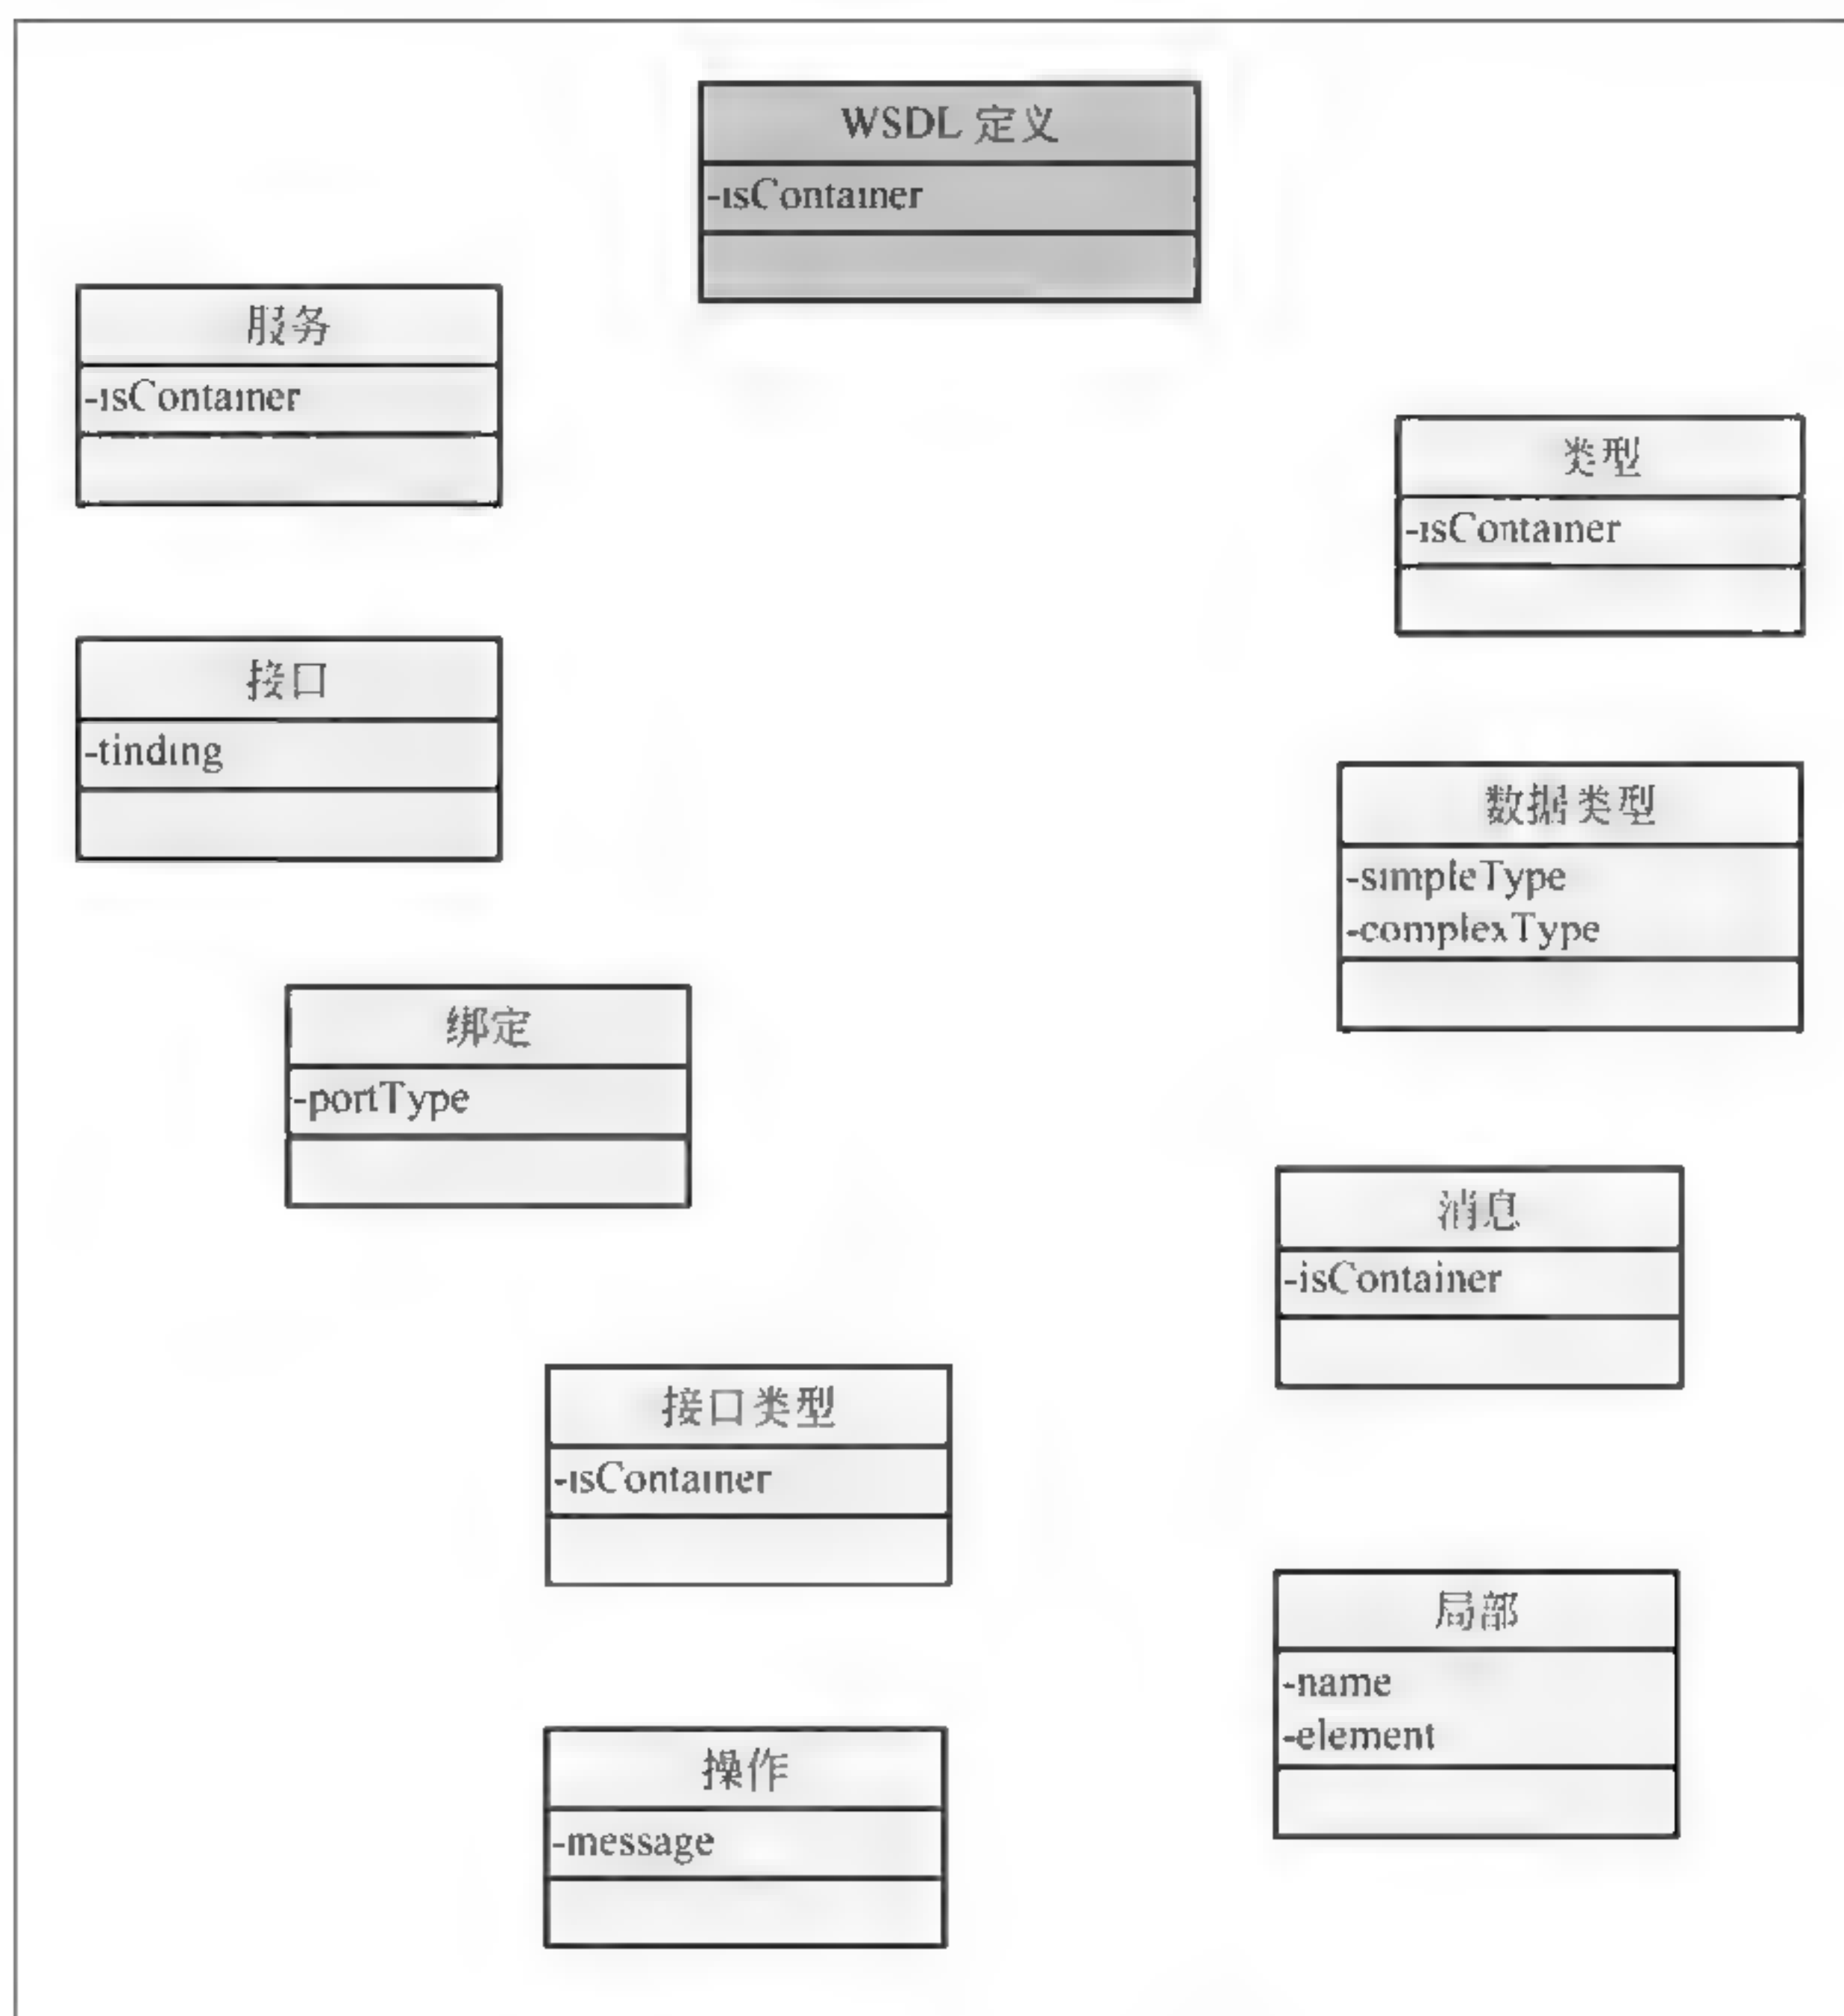 WSDL 定义
-isContainer
服务
-isContainer
类型
-isContainer
接口
-tinding
数据类型
-simpleType
-complexType
绑定
-portType
消息
-isContainer
接口类型
-isContainer
局部
-name
-element
操作
-message